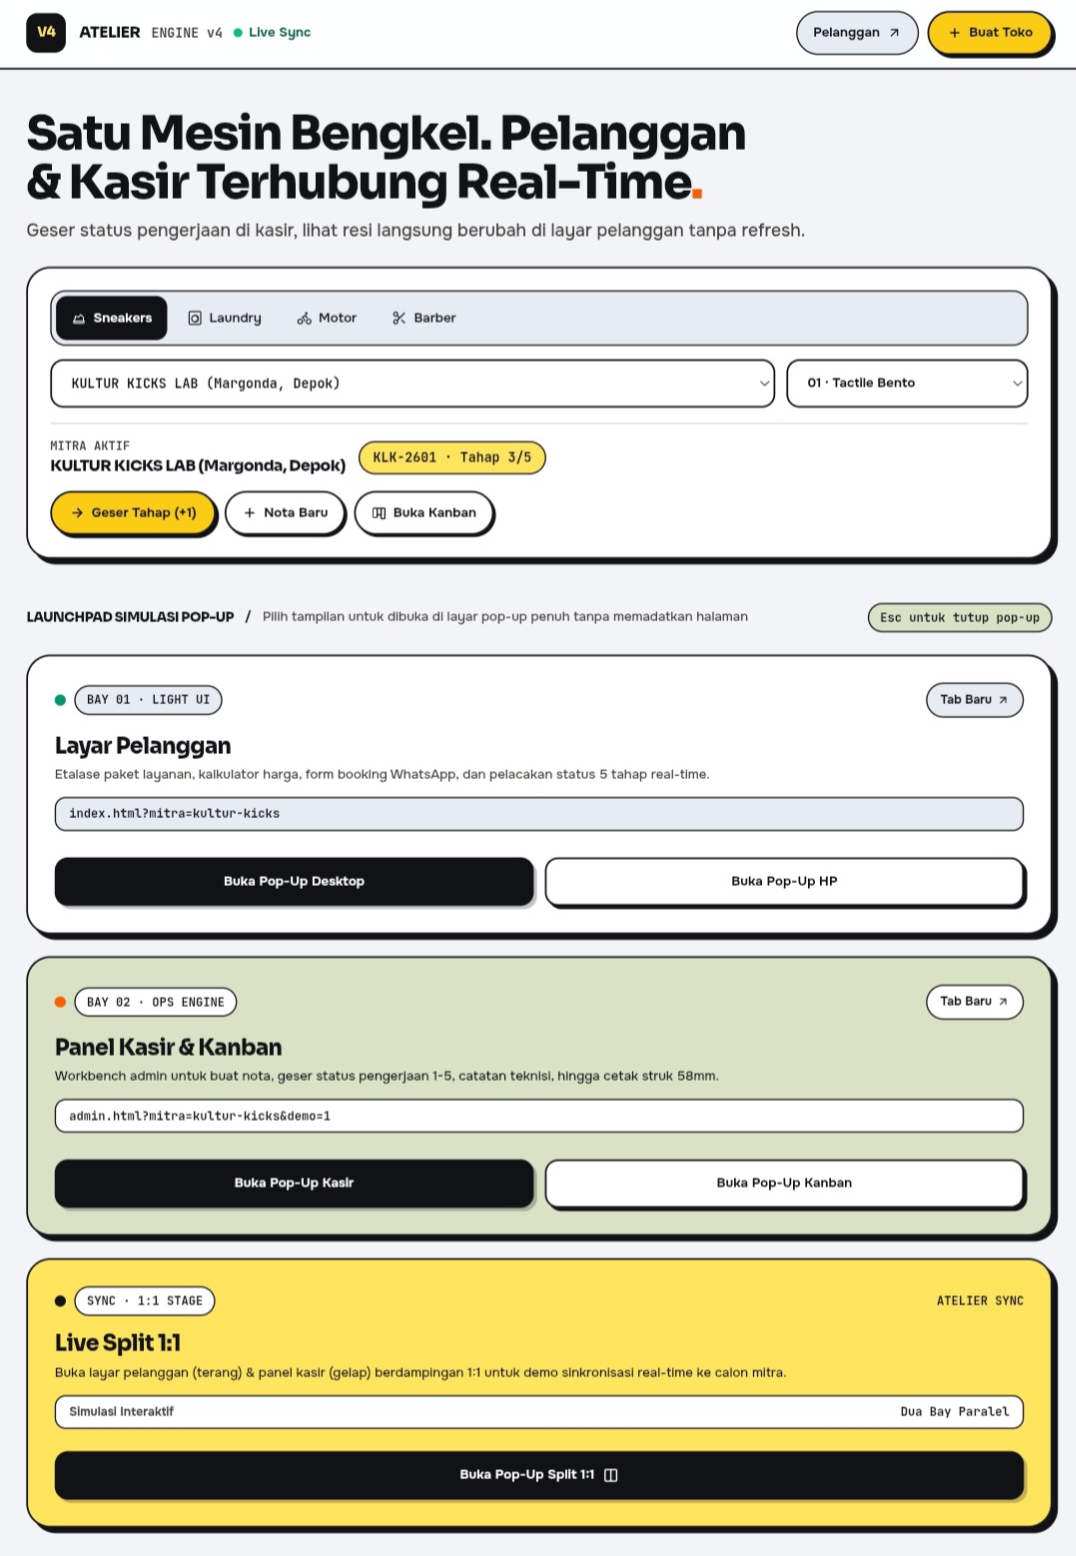 V4 ATELIER ENGINE v4 Live Sync Pelanggan ↗ + Buat Toko
Satu Mesin Bengkel. Pelanggan
& Kasir Terhubung Real-Time.
Geser status pengerjaan di kasir, lihat resi langsung berubah di layar pelanggan tanpa refresh.
Sneakers Laundry Motor Barber
KULTUR KICKS LAB (Margonda, Depok) 01 · Tactile Bento
MITRA AKTIF
KULTUR KICKS LAB (Margonda, Depok) KLK-2601 · Tahap 3/5
→ Geser Tahap (+1) + Nota Baru Buka Kanban
LAUNCHPAD SIMULASI POP-UP / Pilih tampilan untuk dibuka di layar pop-up penuh tanpa memadatkan halaman Esc untuk tutup pop-up
BAY 01 · LIGHT UI Tab Baru ↗
Layar Pelanggan
Etalase paket layanan, kalkulator harga, form booking WhatsApp, dan pelacakan status 5 tahap real-time.
index.html?mitra=kultur-kicks
Buka Pop-Up Desktop Buka Pop-Up HP
BAY 02 · OPS ENGINE Tab Baru ↗
Panel Kasir & Kanban
Workbench admin untuk buat nota, geser status pengerjaan 1-5, catatan teknisi, hingga cetak struk 58mm.
admin.html?mitra=kultur-kicks&demo=1
Buka Pop-Up Kasir Buka Pop-Up Kanban
SYNC · 1:1 STAGE ATELIER SYNC
Live Split 1:1
Buka layar pelanggan (terang) & panel kasir (gelap) berdampingan 1:1 untuk demo sinkronisasi real-time ke calon mitra.
Simulasi Interaktif Dua Bay Paralel
Buka Pop-Up Split 1:1